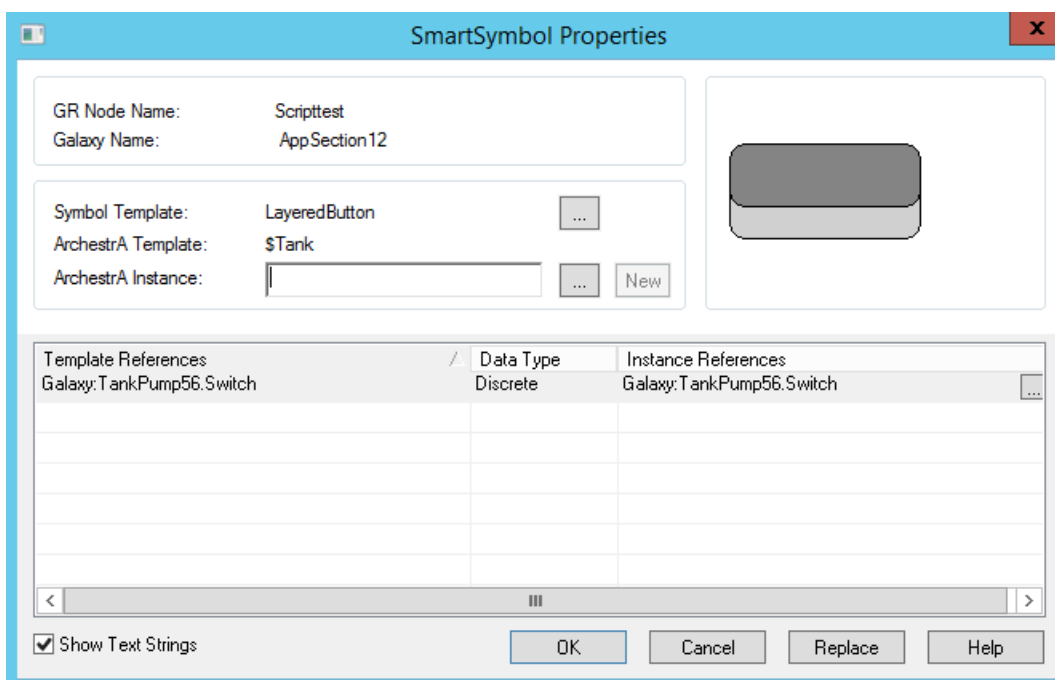 SmartSymbol Properties
x
GR Node Name: Scripttest
Galaxy Name: AppSection12
Symbol Template: LayeredButton ...
ArchestrA Template: $Tank
ArchestrA Instance: ... New
Template References Data Type Instance References
Galaxy:TankPump56.Switch Discrete Galaxy:TankPump56.Switch ...
Show Text Strings OK Cancel Replace Help